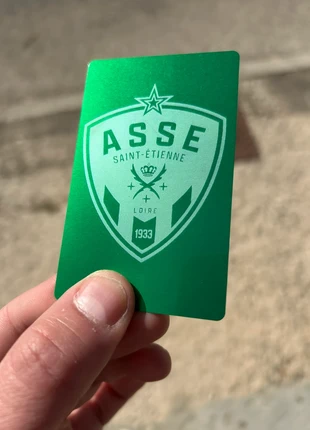 ASSE
SAINT-ÉTIENNE
LOIRE
1933